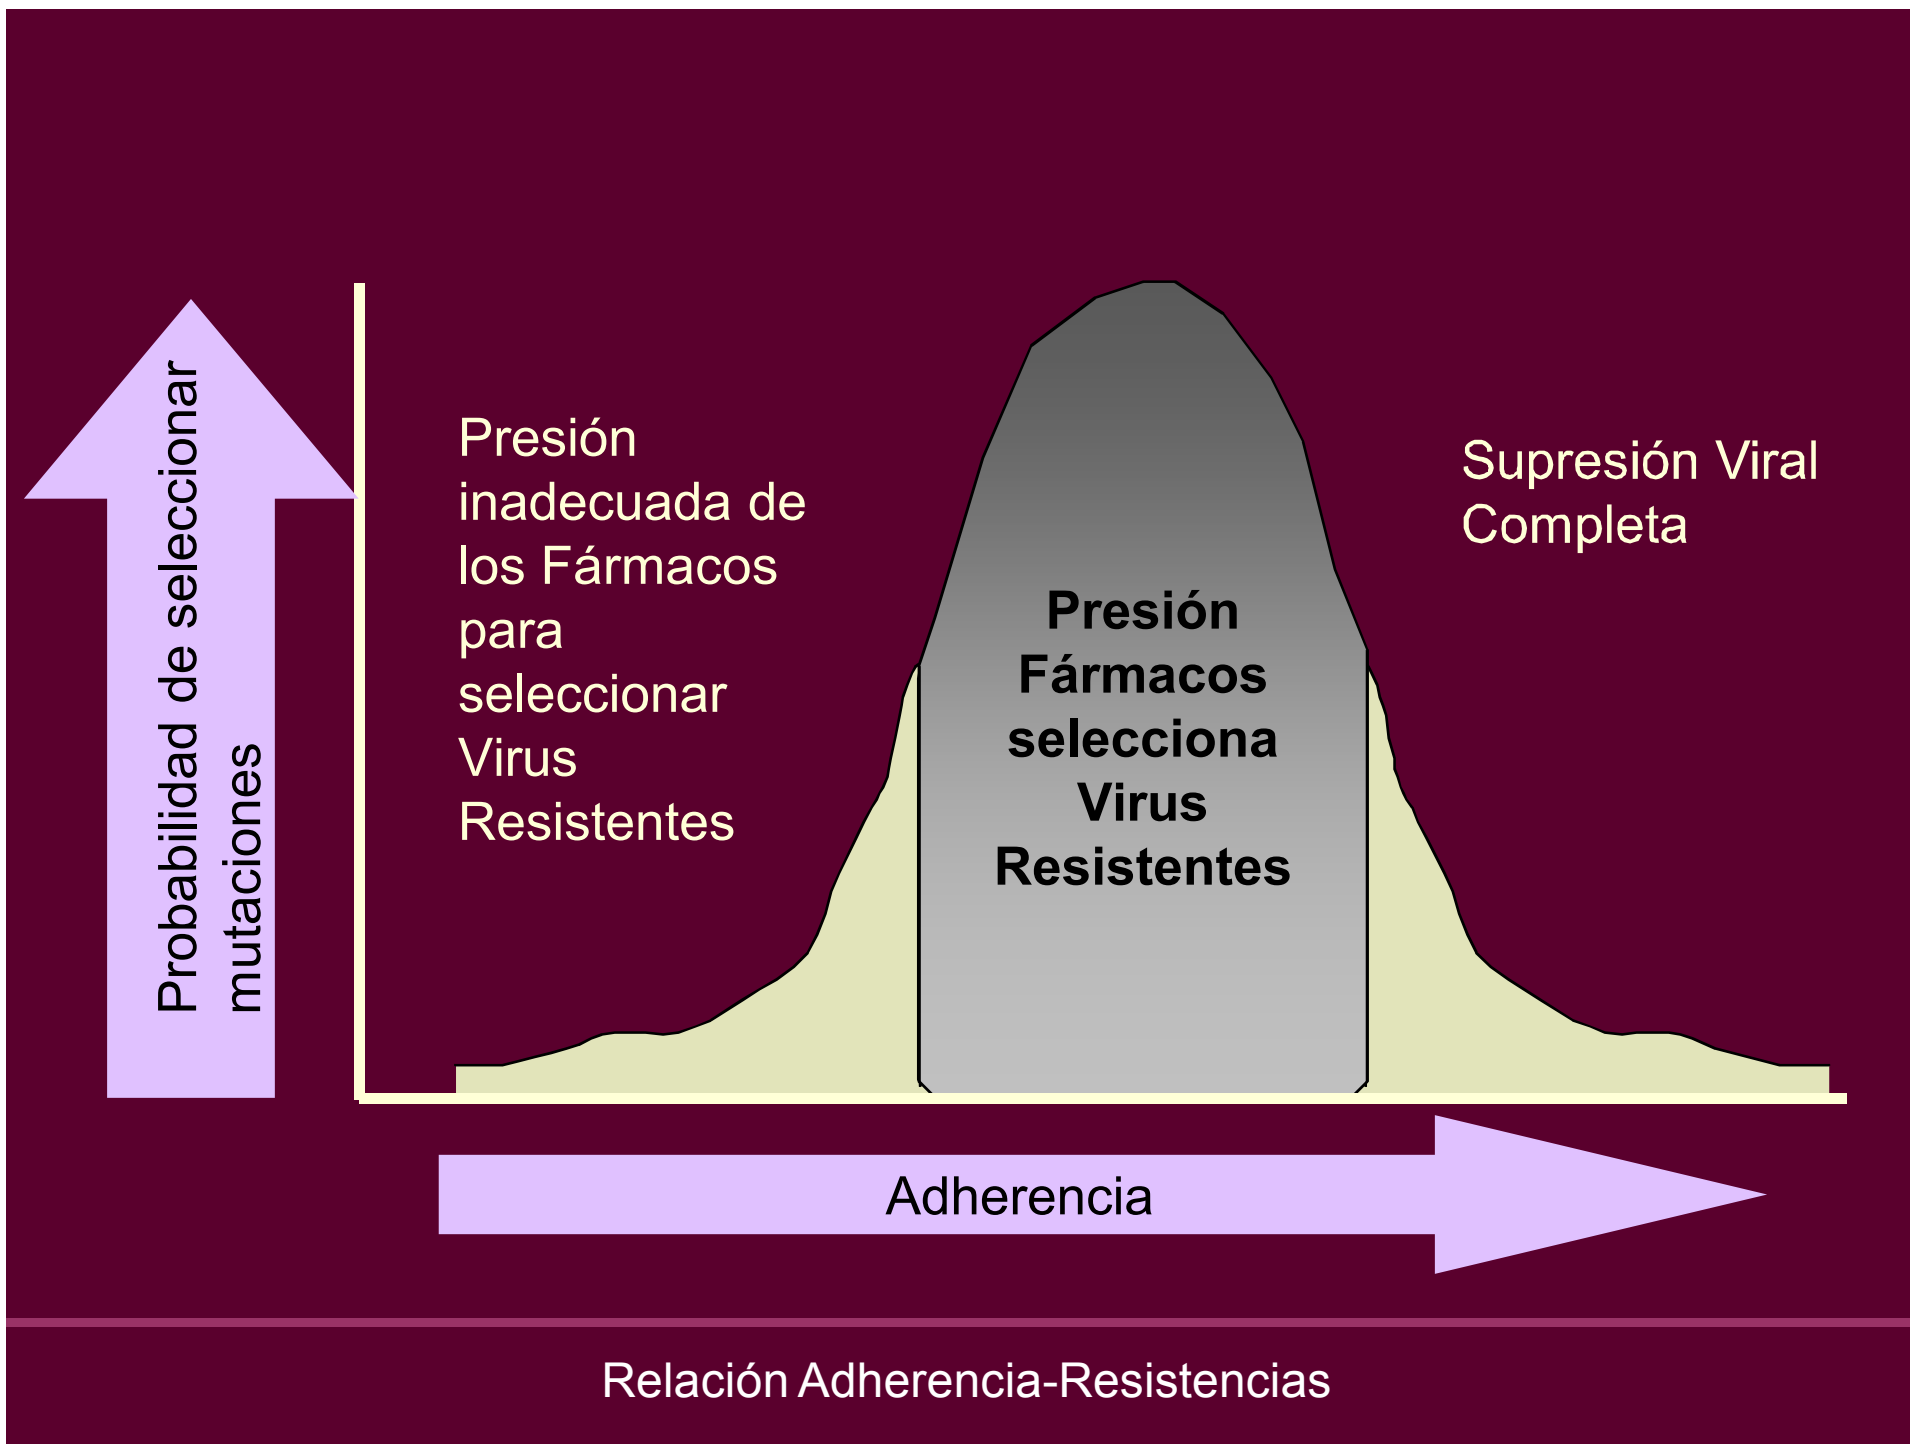 Probabilidad de seleccionar
mutaciones
Presión
inadecuada de
los Fármacos
para
seleccionar
Virus
Resistentes
Presión
Fármacos
selecciona
Virus
Resistentes
Supresión Viral
Completa
Adherencia
Relación Adherencia-Resistencias